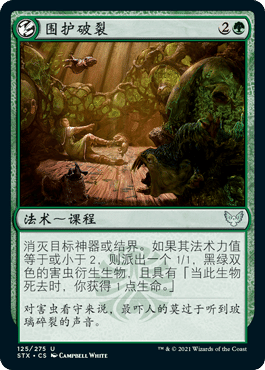 围护破裂 2
法术～课程
消灭目标神器或结界。如果其法术力值
等于或小于 2,则派出一个 1/1,黑绿双
色的害虫衍生生物,且具有「当此生物
死去时,你获得 1 点生命。」
对害虫看守来说,最吓人的莫过于听到玻
璃碎裂的声音。
125/275 U
STX • CS CAMPBELL WHITE
™ & © 2021 Wizards of the Coast